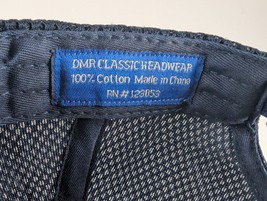 DMR CLASSIC HEADWEAR
100% Cotton Made in China
RN # 123053